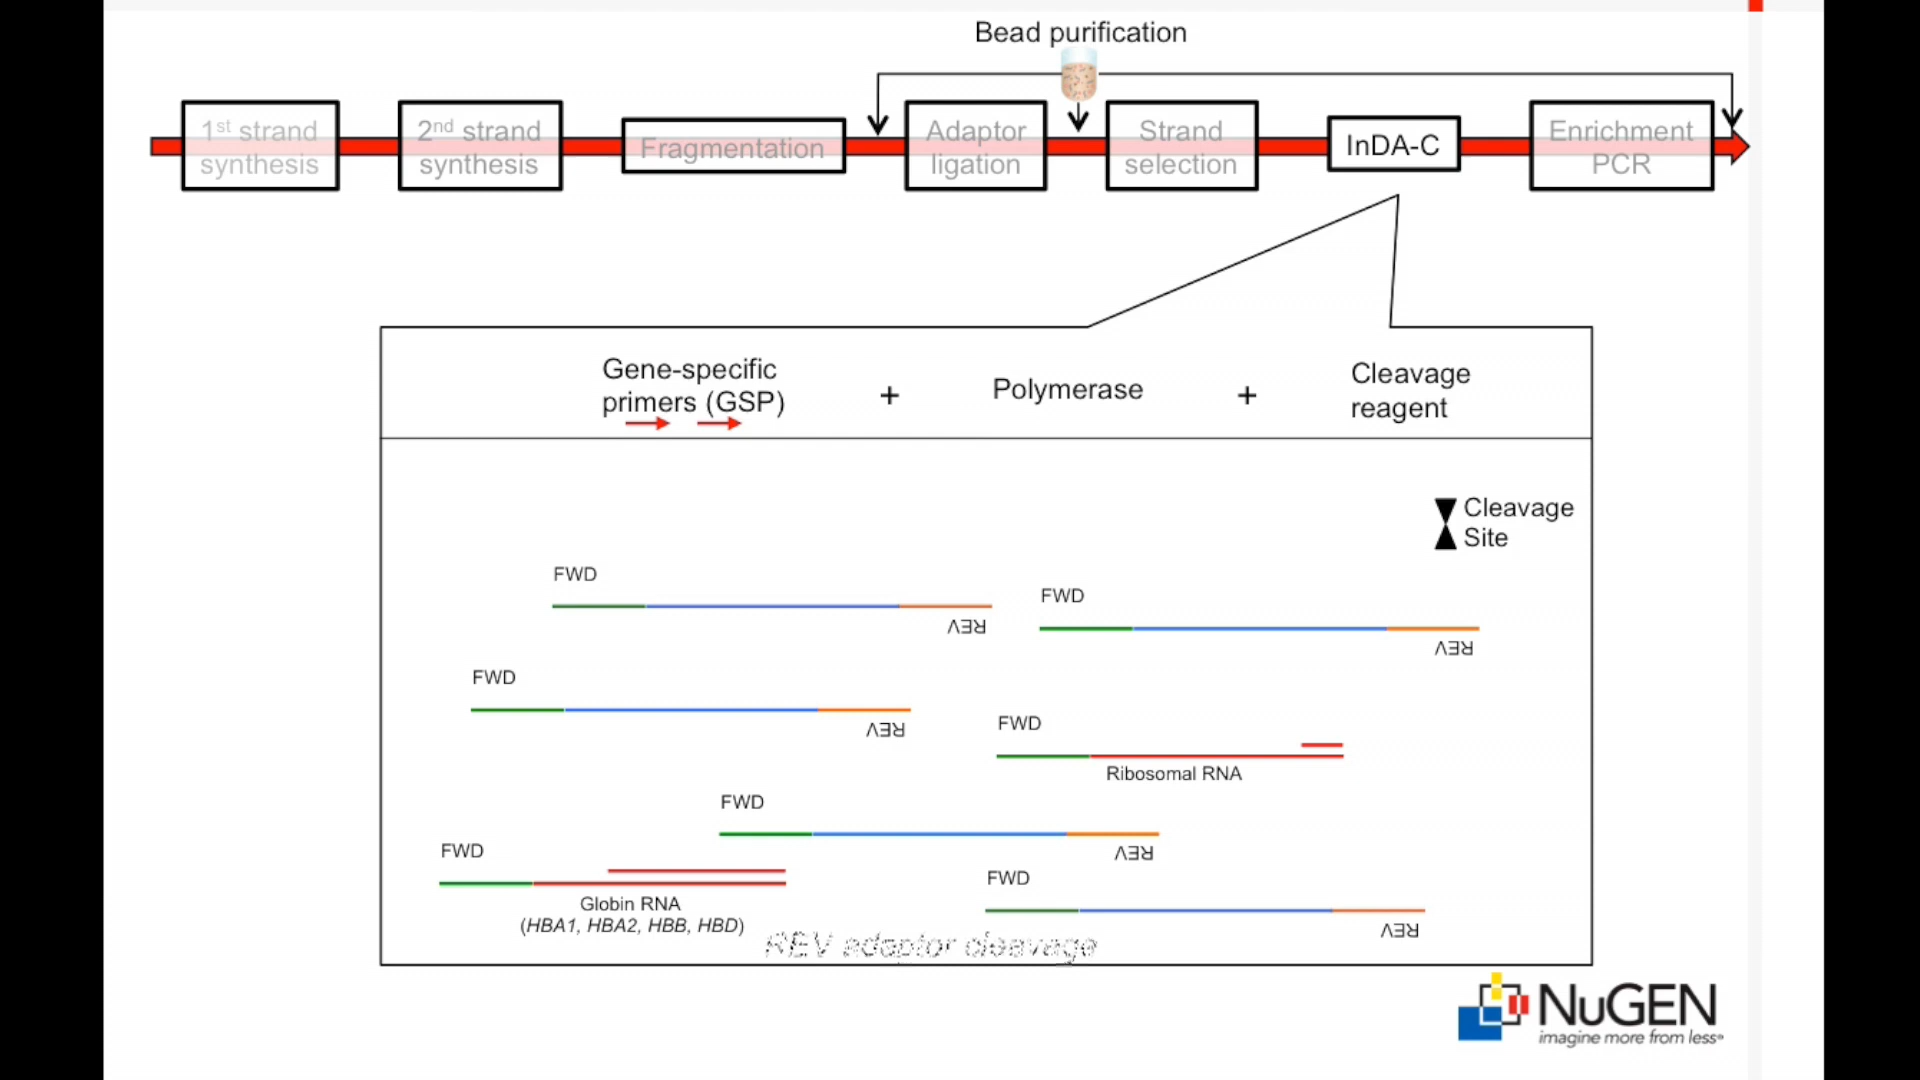 Bead purification
1st strand
synthesis
2nd strand
synthesis
Fragmentation
Adaptor
ligation
Strand
selection
InDA-C
Enrichment
PCR
Gene-specific
primers (GSP)
+
Polymerase
+
Cleavage
reagent
Cleavage
Site
FWD
REV
FWD
REV
FWD
REV
FWD
Ribosomal RNA
FWD
REV
FWD
Globin RNA
(HBA1, HBA2, HBB, HBD)
FWD
REV
REV adaptor cleavage
NuGEN
imagine more from less℠